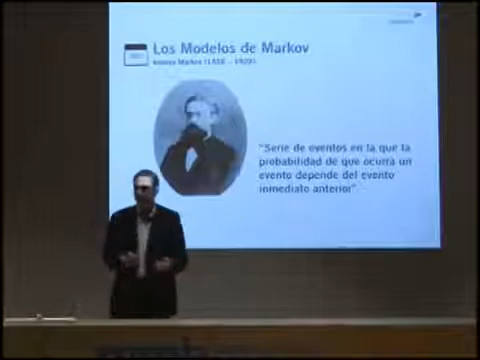 Los Modelos de Markov
"Serie de eventos en la que la
probabilidad de que ocurra un
evento depende del evento
inmediato anterior"